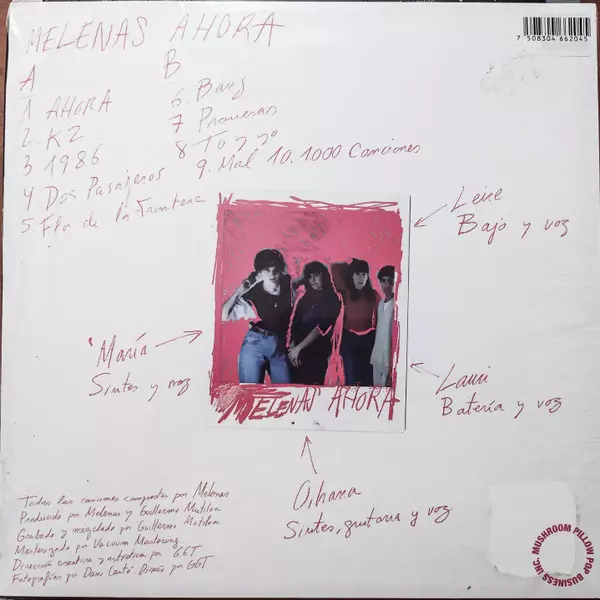 MELENAS AHORA
A
1 AHORA
2. K2
3 1986
4 Dos Pasajeros
5. Flor de la Frontera
B
6. Bang
7 Promesas
8 Tú y yo
9. Mal 10. 1000 Canciones
7 508304 662045
Leire
Bajo y voz
María
Sintes y voz
Lauri
Batería y voz
MELENAS AHORA
Oihana
Sintes, guitarra y voz
Todas las canciones compuestas por Melenas
Producido por Melenas y Guillermo Mutiloa
Grabado y mezclado por Guillermo Mutiloa
Masterizado por Vacuum Mastering
Dirección creativa y artística por GGT
Fotografías por Dani Cantó. Diseño por GGT
MUSHROOM PILLOW POP BUSINESS INC.